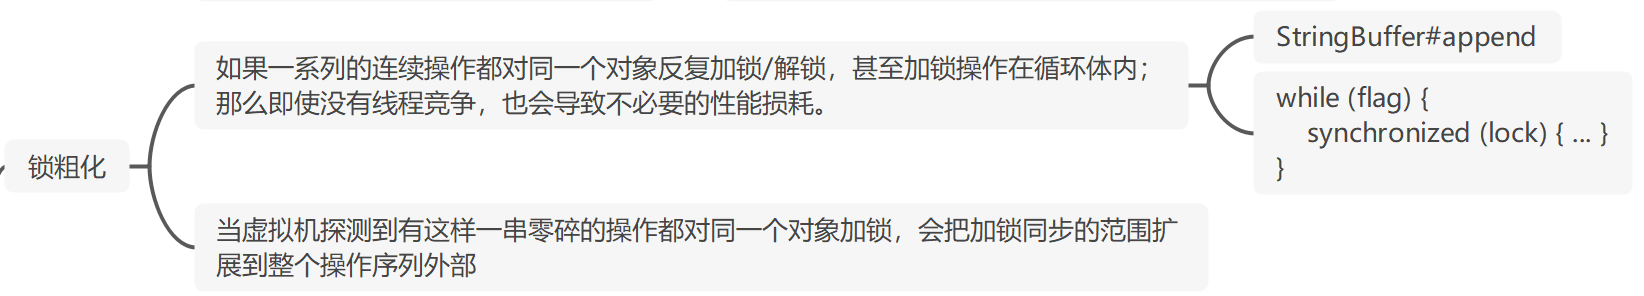 锁粗化
如果一系列的连续操作都对同一个对象反复加锁/解锁，甚至加锁操作在循环体内；
那么即使没有线程竞争，也会导致不必要的性能损耗。
StringBuffer#append
while (flag) {
synchronized (lock) { ... }
}
当虚拟机探测到有这样一串零碎的操作都对同一个对象加锁，会把加锁同步的范围扩
展到整个操作序列外部